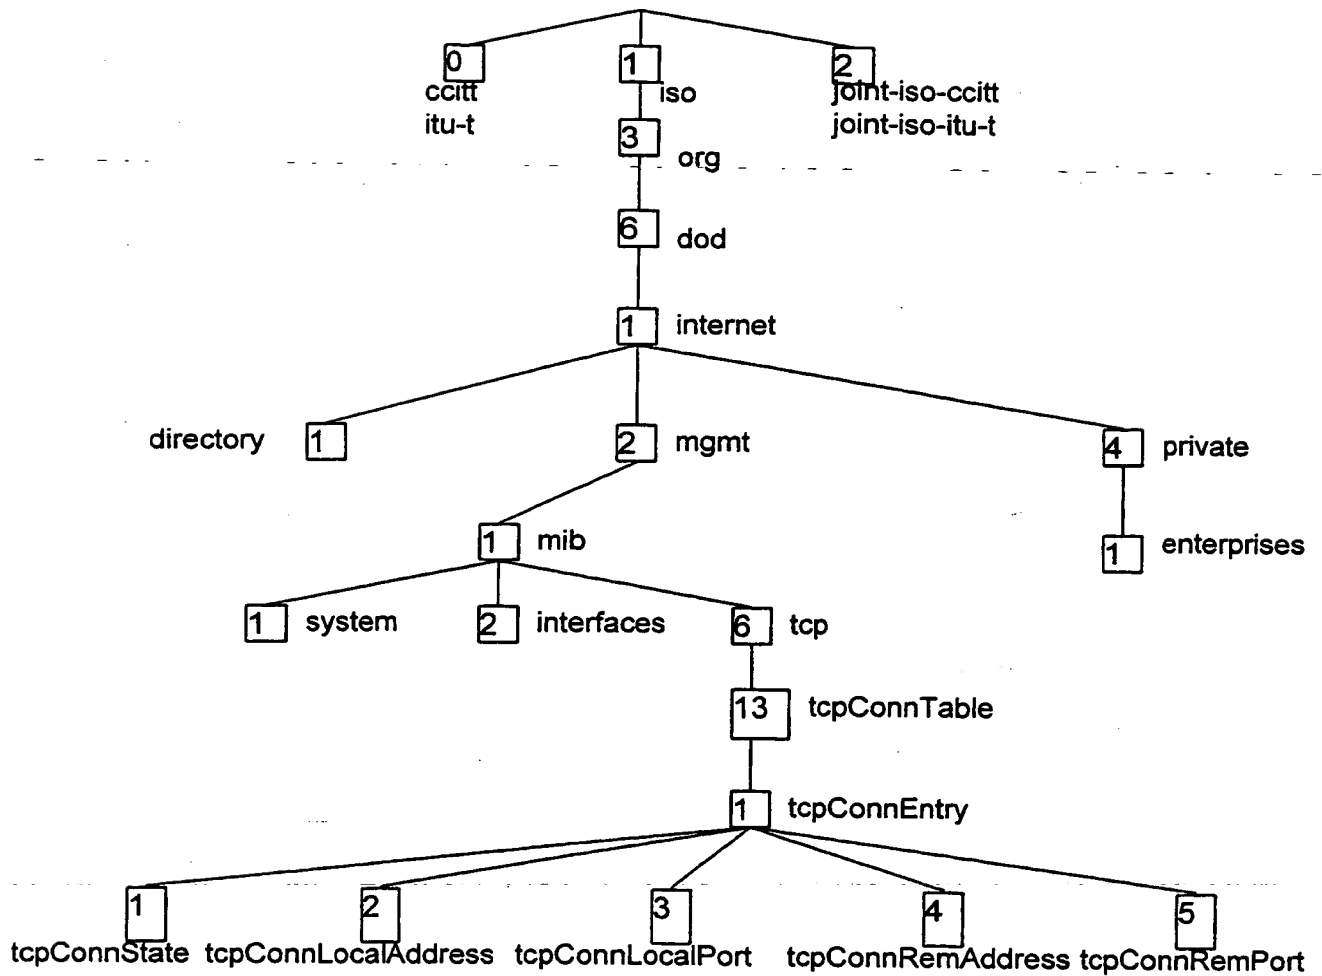 0 1 2
ccitt iso joint-iso-ccitt
itu-t joint-iso-itu-t
3
org
6
dod
1 internet
directory 1 2 mgmt 4 private
1 mib 1 enterprises
1 system 2 interfaces 6 tcp
13 tcpConnTable
1 tcpConnEntry
1 2 3 4 5
tcpConnState tcpConnLocalAddress tcpConnLocalPort tcpConnRemAddress tcpConnRemPort